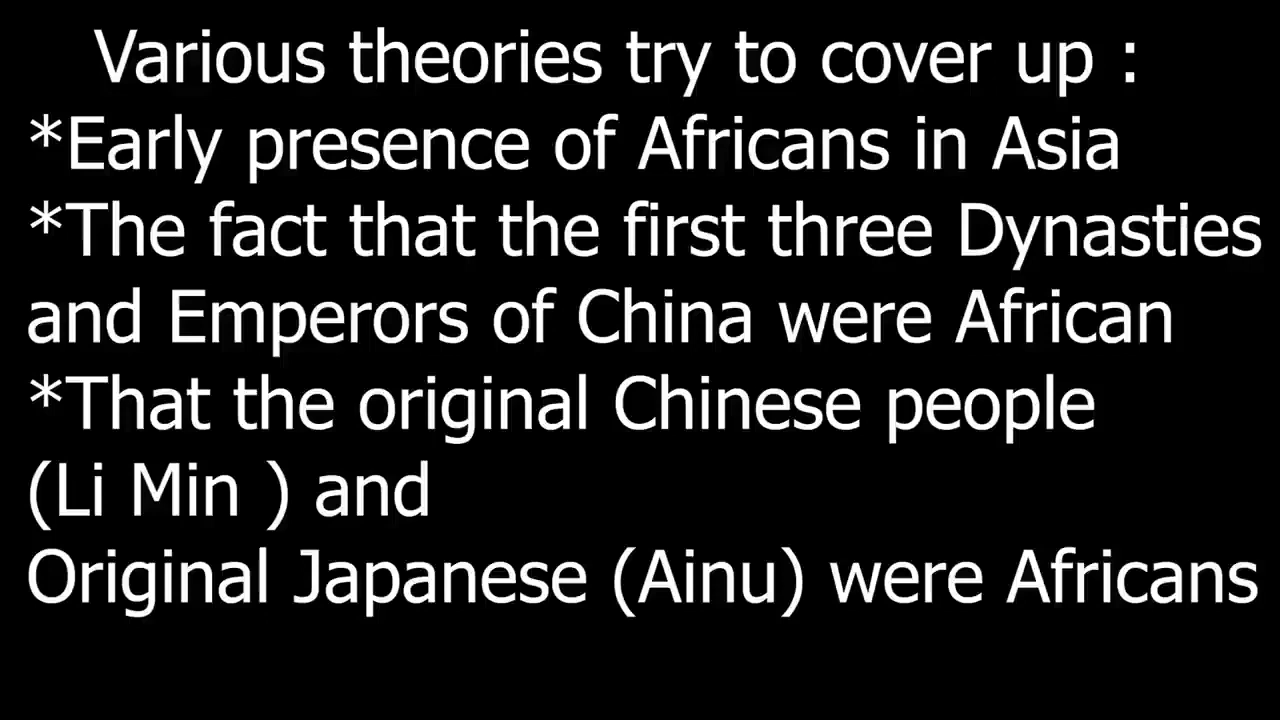 Various theories try to cover up :
*Early presence of Africans in Asia
*The fact that the first three Dynasties
and Emperors of China were African
*That the original Chinese people
(Li Min ) and
Original Japanese (Ainu) were Africans